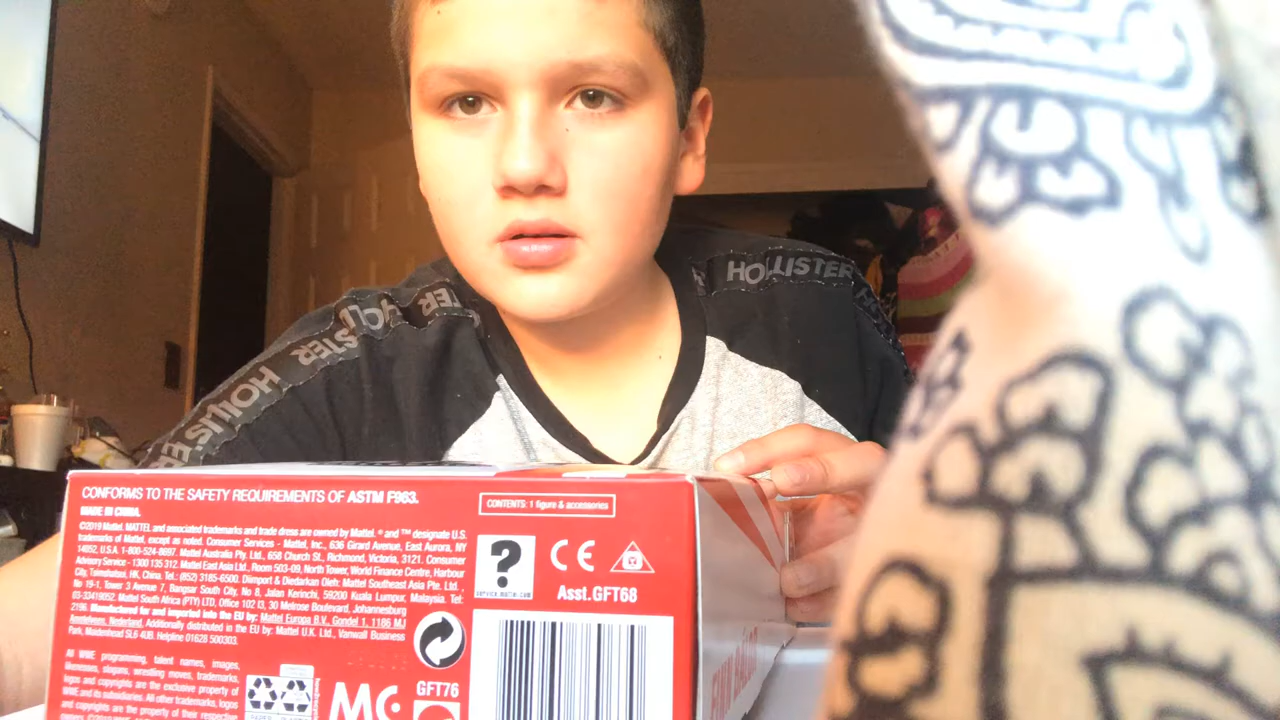 HOLLISTER
HOLLISTER
HOLLISTER
CONFORMS TO THE SAFETY REQUIREMENTS OF ASTM F963.
MADE IN CHINA.
©2019 Mattel. MATTEL and associated trademarks and trade dress are owned by Mattel. ® and ™ designate U.S.
trademarks of Mattel, except as noted. Consumer Services - Mattel, Inc., 636 Girard Avenue, East Aurora, NY
14052, U.S.A. 1-800-524-8697. Mattel Australia Pty. Ltd., 658 Church St., Richmond, Victoria, 3121. Consumer
Advisory Service - 1300 135 312. Mattel East Asia Ltd., Room 503-09, North Tower, World Finance Centre, Harbour
City, Tsimshatsui, HK, China. Tel.: (852) 3185-6500. Diimport & Diedarkan Oleh: Mattel Southeast Asia Pte. Ltd.
No 19-1, Tower 3 Avenue 7, Bangsar South City, No 8, Jalan Kerinchi, 59200 Kuala Lumpur, Malaysia. Tel:
03-33419052. Mattel South Africa (PTY) LTD, Office 102 I3, 30 Melrose Boulevard, Johannesburg
2196. Manufactured for and imported into the EU by: Mattel Europa B.V., Gondel 1, 1186 MJ
Amstelveen, Nederland. Additionally distributed in the EU by: Mattel U.K. Ltd., Vanwall Business
Park, Maidenhead SL6 4UB. Helpline 01628 500303.
All WWE programming, talent names, images,
likenesses, slogans, wrestling moves, trademarks,
logos and copyrights are the exclusive property of
WWE and its subsidiaries. All other trademarks, logos
and copyrights are the property of their respective
CONTENTS: 1 figure & accessories
?
service.mattel.com
CE
Asst.GFT68
GFT76
MC